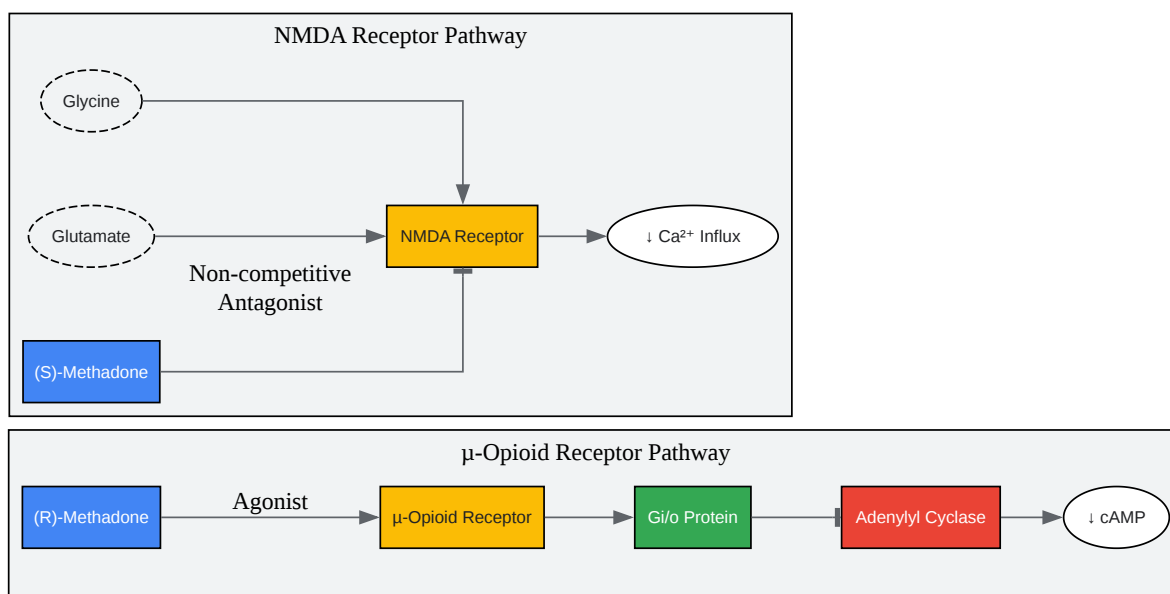 NMDA Receptor Pathway
Glycine
Glutamate
NMDA Receptor
↓ Ca²⁺ Influx
Non-competitive
Antagonist
(S)-Methadone
µ-Opioid Receptor Pathway
(R)-Methadone
Agonist
µ-Opioid Receptor
Gi/o Protein
Adenylyl Cyclase
↓ cAMP